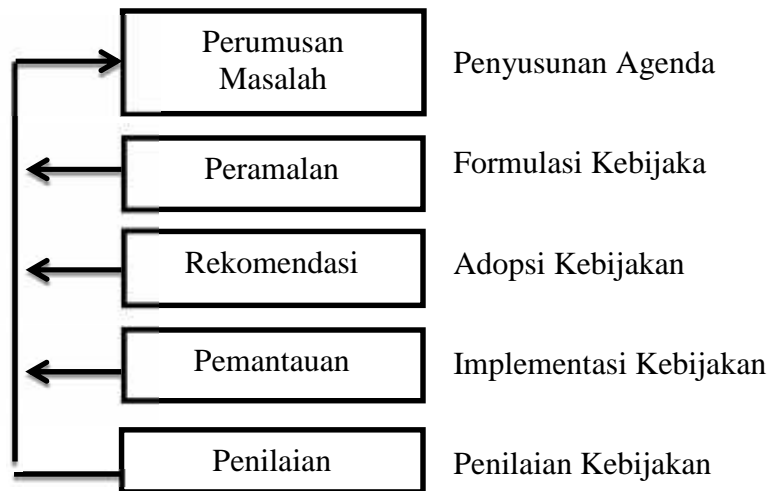 Perumusan
Masalah
Penyusunan Agenda
Peramalan
Formulasi Kebijaka
Rekomendasi
Adopsi Kebijakan
Pemantauan
Implementasi Kebijakan
Penilaian
Penilaian Kebijakan